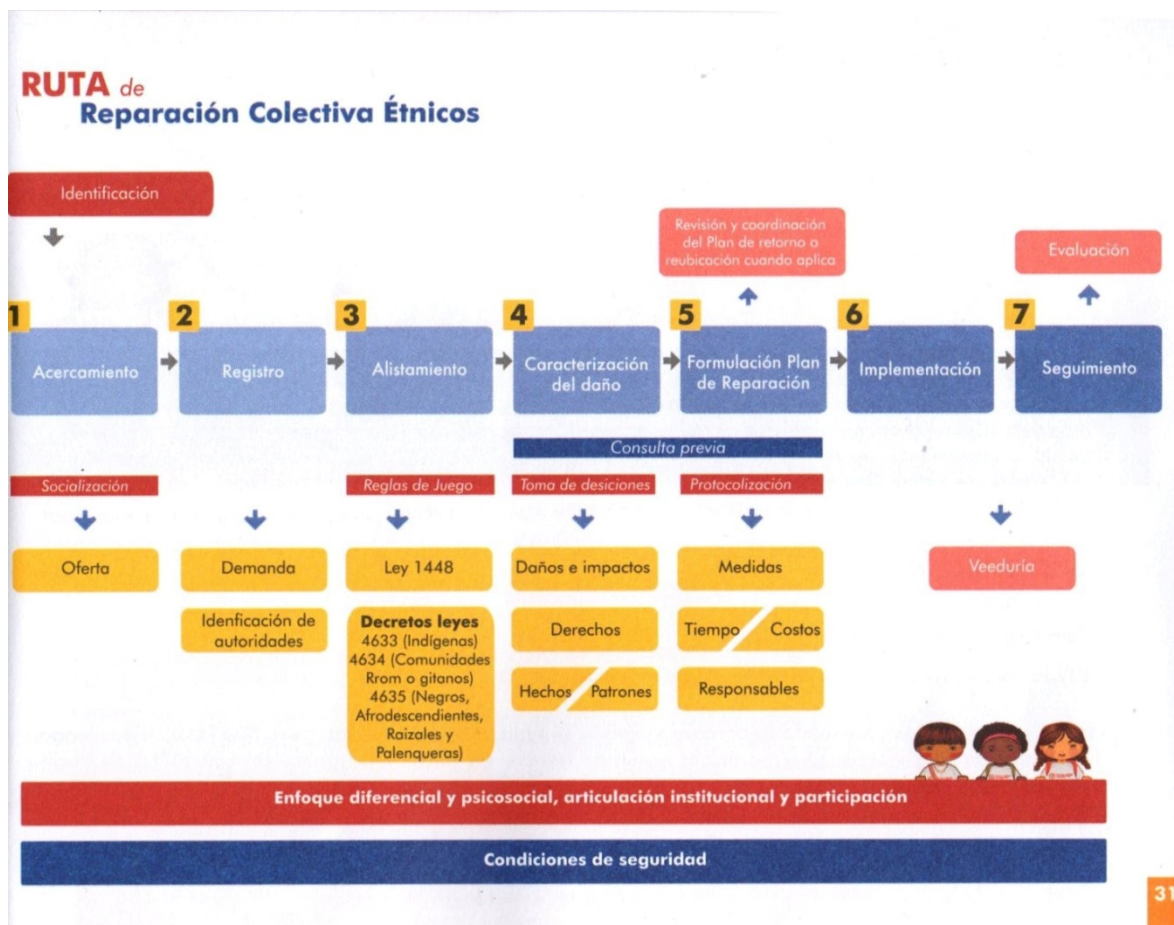 RUTA de
Reparación Colectiva Étnicos
Identificación
Revisión y coordinación
del Plan de retorno o
reubicación cuando aplica
Evaluación
1
Acercamiento
2
Registro
3
Alistamiento
4
Caracterización
del daño
5
Formulación Plan
de Reparación
6
Implementación
7
Seguimiento
Consulta previa
Socialización
Reglas de Juego
Toma de desiciones
Protocolización
Oferta
Demanda
Ley 1448
Daños e impactos
Medidas
Veeduría
Idenficación de
autoridades
Decretos leyes
4633 (Indígenas)
4634 (Comunidades
Rrom o gitanos)
4635 (Negros,
Afrodescendientes,
Raizales y
Palenqueras)
Derechos
Tiempo Costos
Hechos Patrones
Responsables
Enfoque diferencial y psicosocial, articulación institucional y participación
Condiciones de seguridad
31